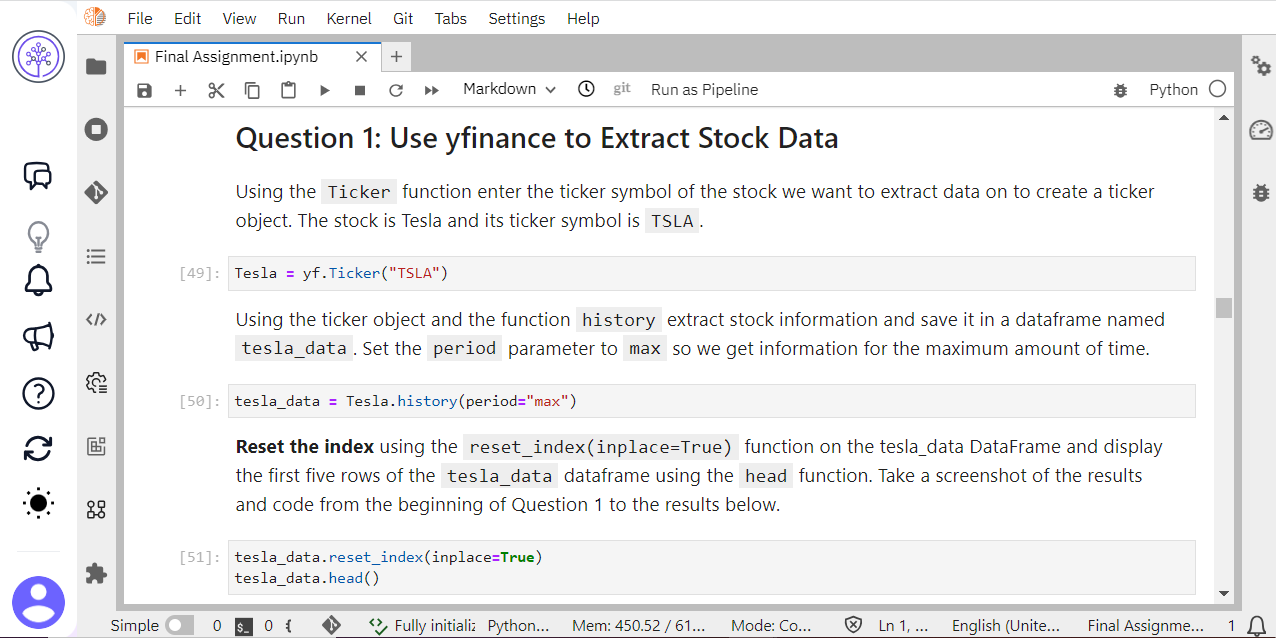 File Edit View Run Kernel Git Tabs Settings Help
Final Assignment.ipynb
Markdown git Run as Pipeline Python
Question 1: Use yfinance to Extract Stock Data
Using the Ticker function enter the ticker symbol of the stock we want to extract data on to create a ticker
object. The stock is Tesla and its ticker symbol is TSLA.
[49]: Tesla = yf.Ticker("TSLA")
Using the ticker object and the function history extract stock information and save it in a dataframe named
tesla_data. Set the period parameter to max so we get information for the maximum amount of time.
[50]: tesla_data = Tesla.history(period="max")
Reset the index using the reset_index(inplace=True) function on the tesla_data DataFrame and display
the first five rows of the tesla_data dataframe using the head function. Take a screenshot of the results
and code from the beginning of Question 1 to the results below.
[51]: tesla_data.reset_index(inplace=True)
tesla_data.head()
Simple 0 $_ 0 { Fully initializ Python... Mem: 450.52 / 61... Mode: Co... Ln 1, ... English (Unite... Final Assignme... 1